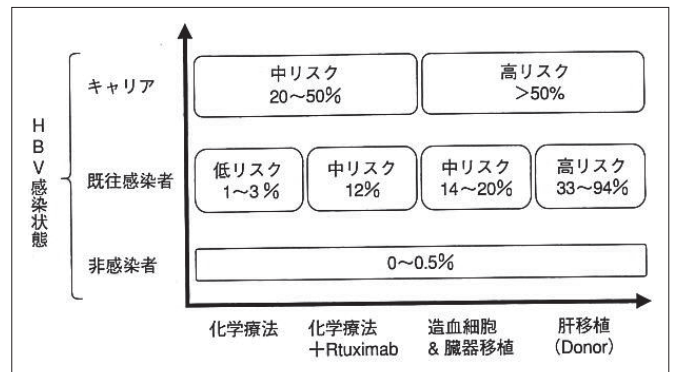 HBV感染状態
キャリア
中リスク
20〜50%
高リスク
>50%
既往感染者
低リスク
1〜3%
中リスク
12%
中リスク
14〜20%
高リスク
33〜94%
非感染者
0〜0.5%
化学療法
化学療法
+Rtuximab
造血細胞
&臓器移植
肝移植
(Donor)